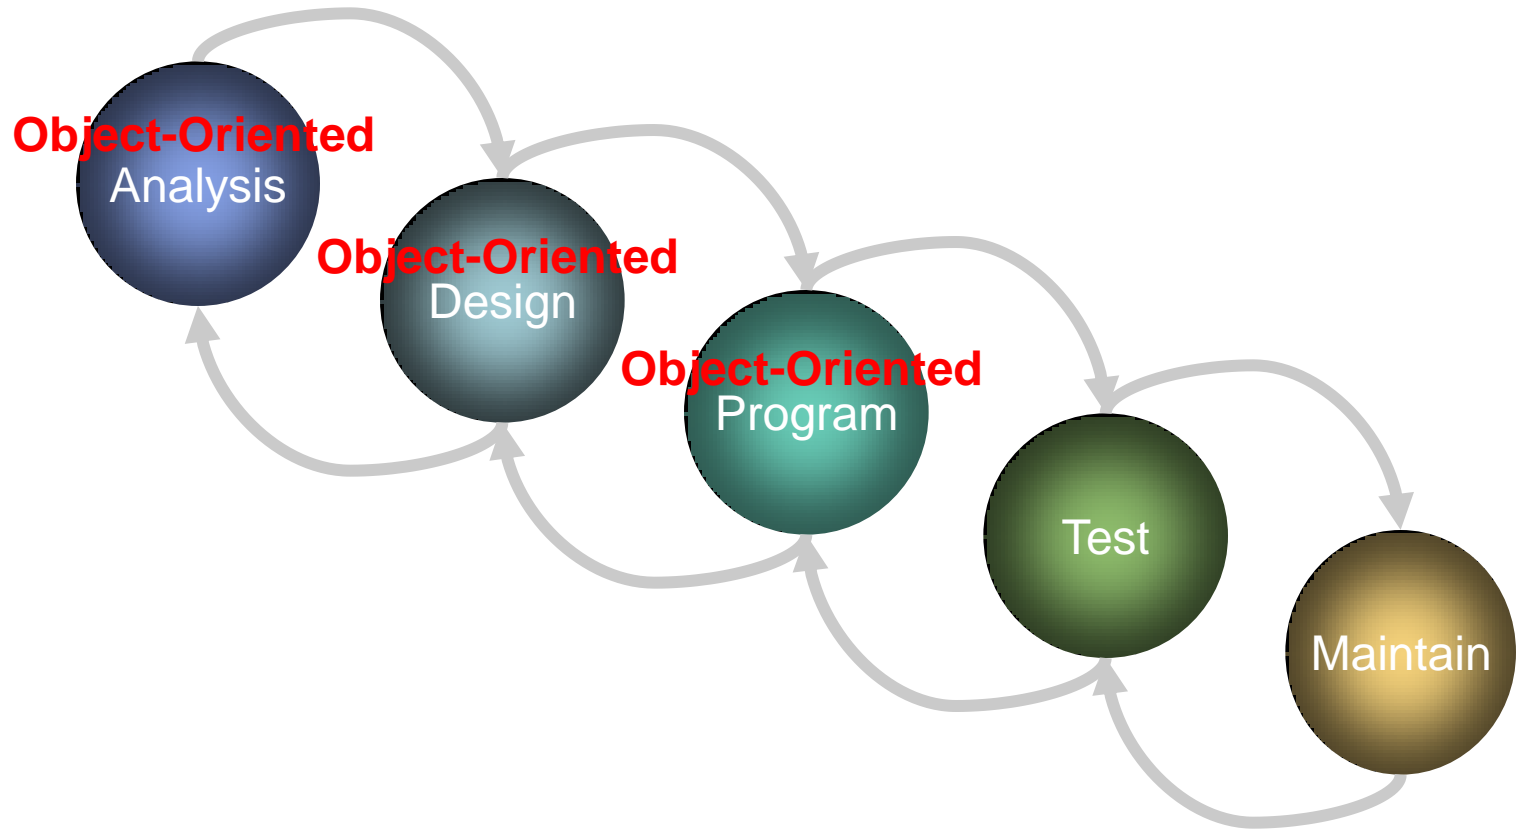 Object-Oriented
Analysis
Object-Oriented
Design
Object-Oriented
Program
Test
Maintain